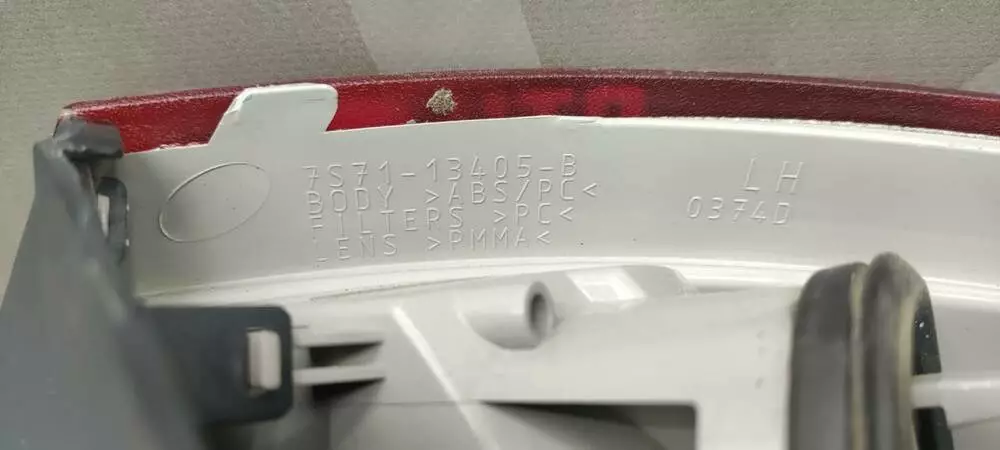 7S71-13405-B
BODY >ABS/PC<
FILTERS >PC<
LENS >PMMA<
LH
0374D